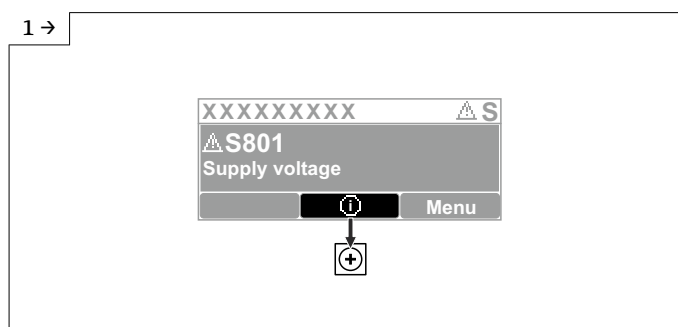 1 →
XXXXXXXXX ⚠ S
⚠ S801
Supply voltage
ⓘ Menu
+